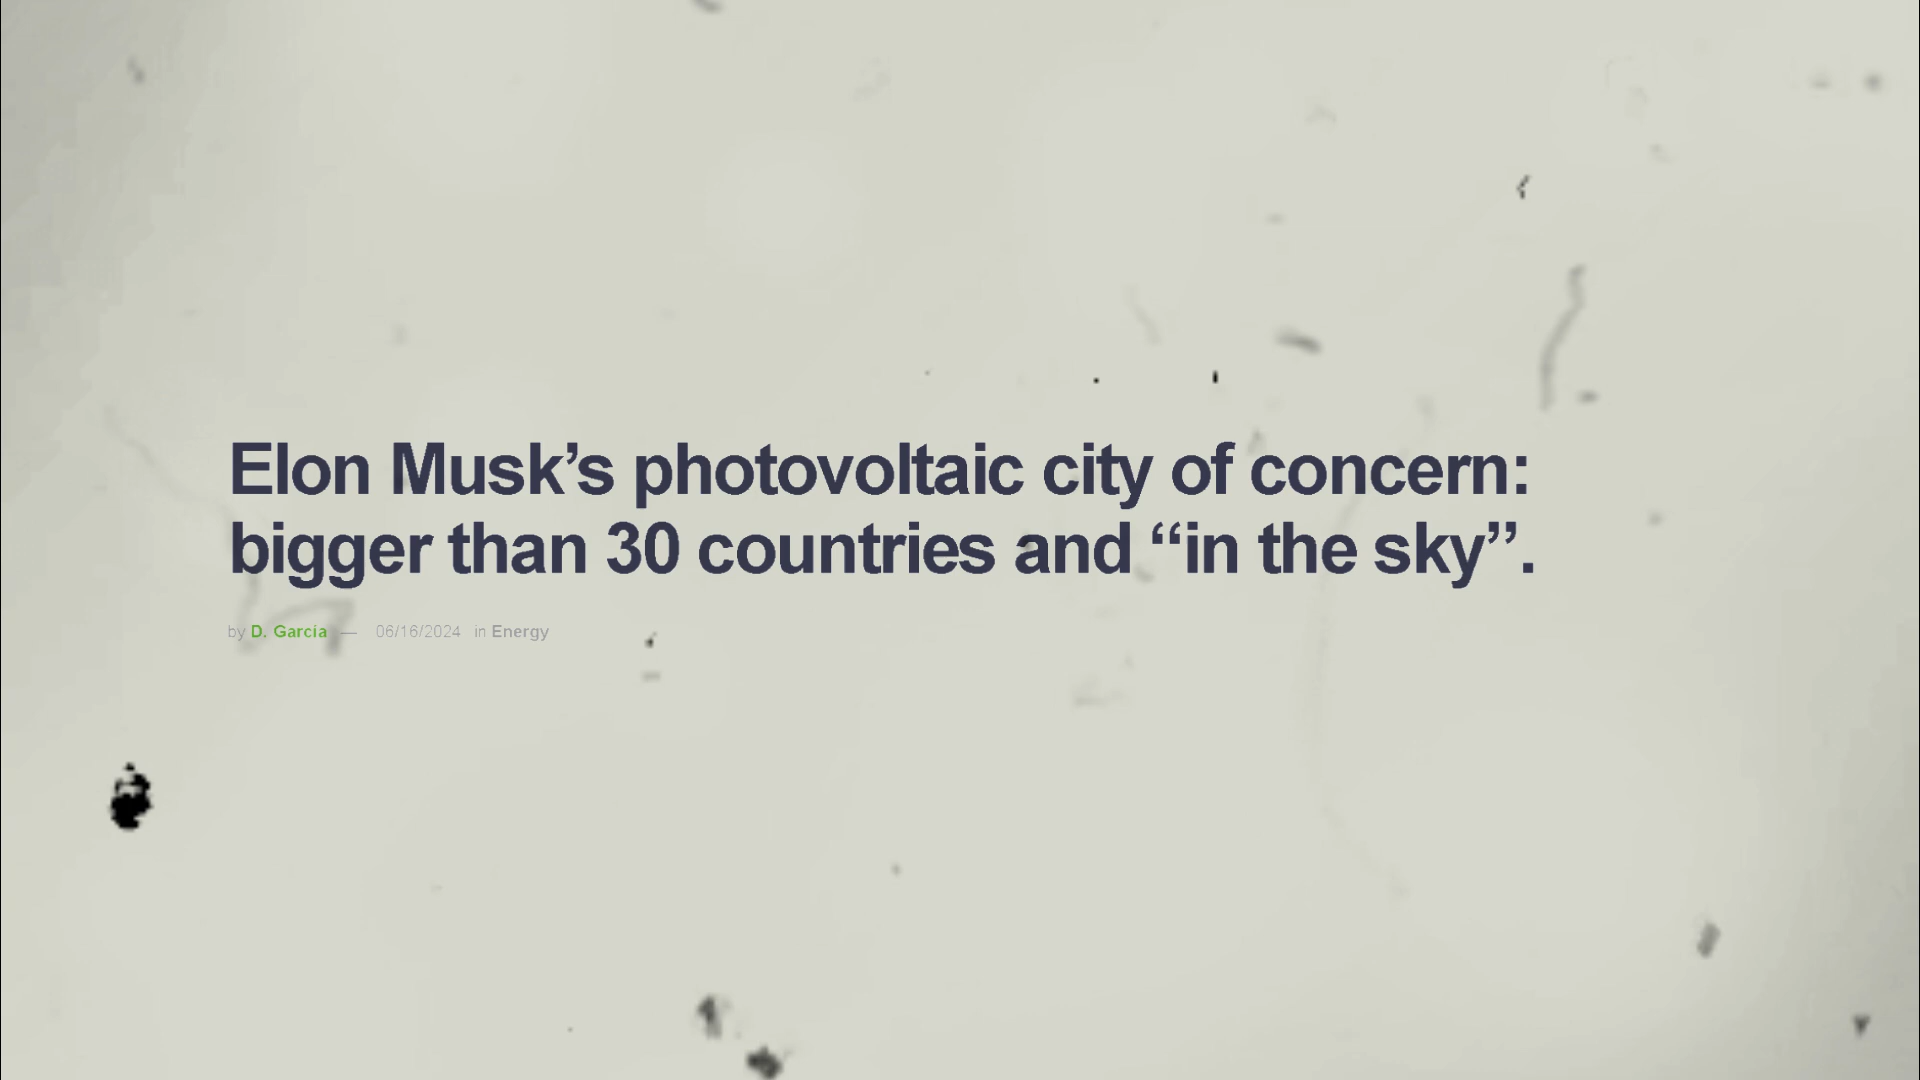 Elon Musk’s photovoltaic city of concern:
bigger than 30 countries and “in the sky”.
by D. García — 06/16/2024 in Energy